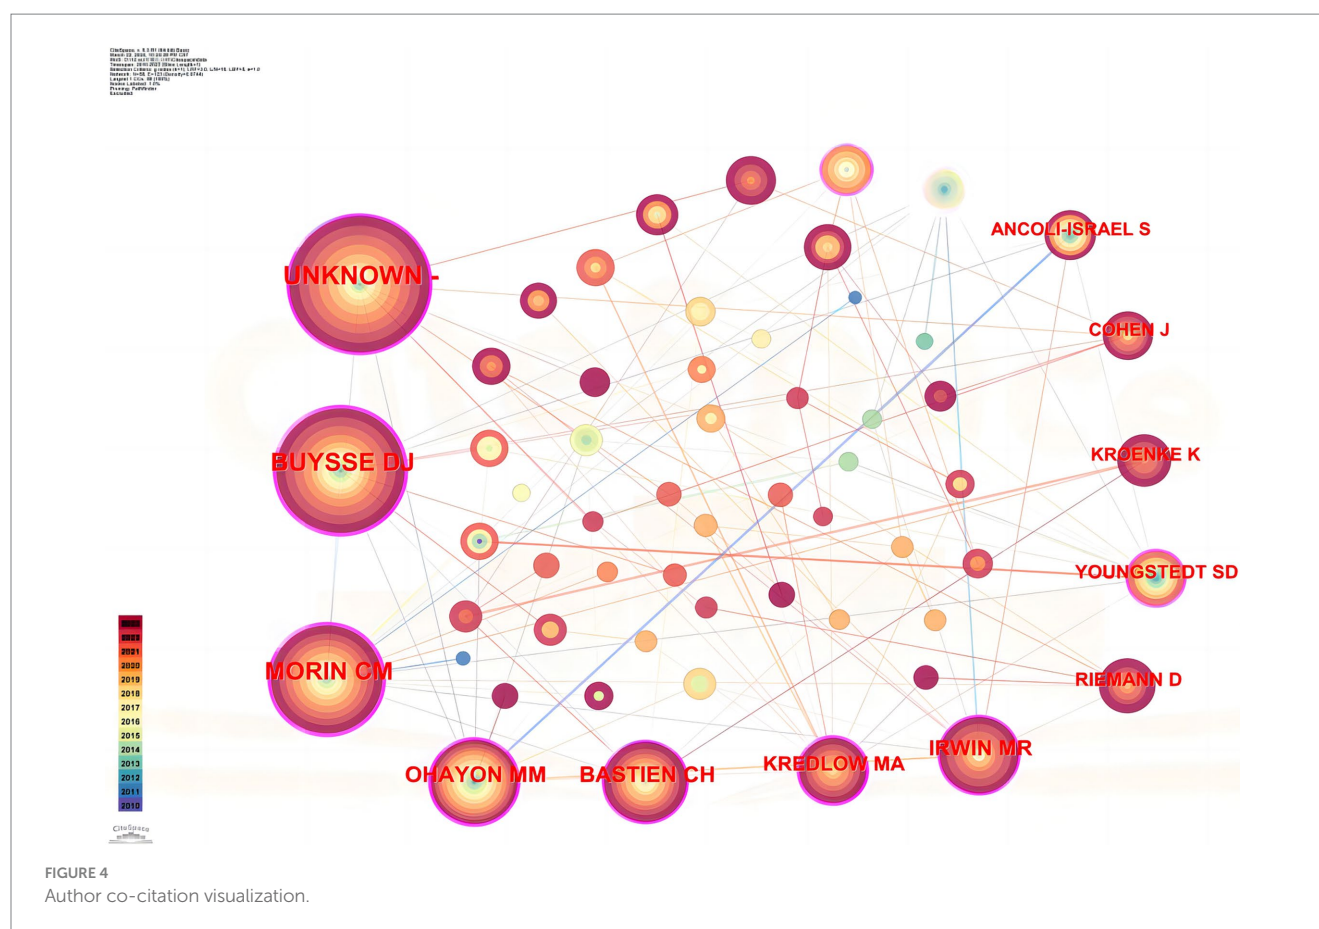 UNKNOWN -
ANCOLI-ISRAEL S
COHEN J
BUYSSE DJ
KROENKE K
YOUNGSTEDT SD
MORIN CM
RIEMANN D
OHAYON MM
BASTIEN CH
KREDLOW MA
IRWIN MR
2021
2020
2019
2018
2017
2016
2015
2014
2013
2012
2011
2010
CiteSpace
FIGURE 4
Author co-citation visualization.